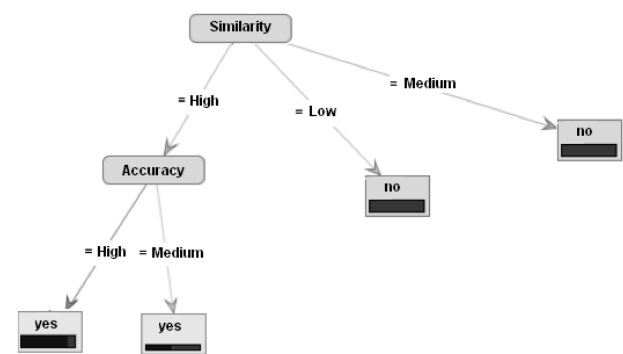 Similarity
= High
= Low
= Medium
no
no
Accuracy
= High
= Medium
yes
yes